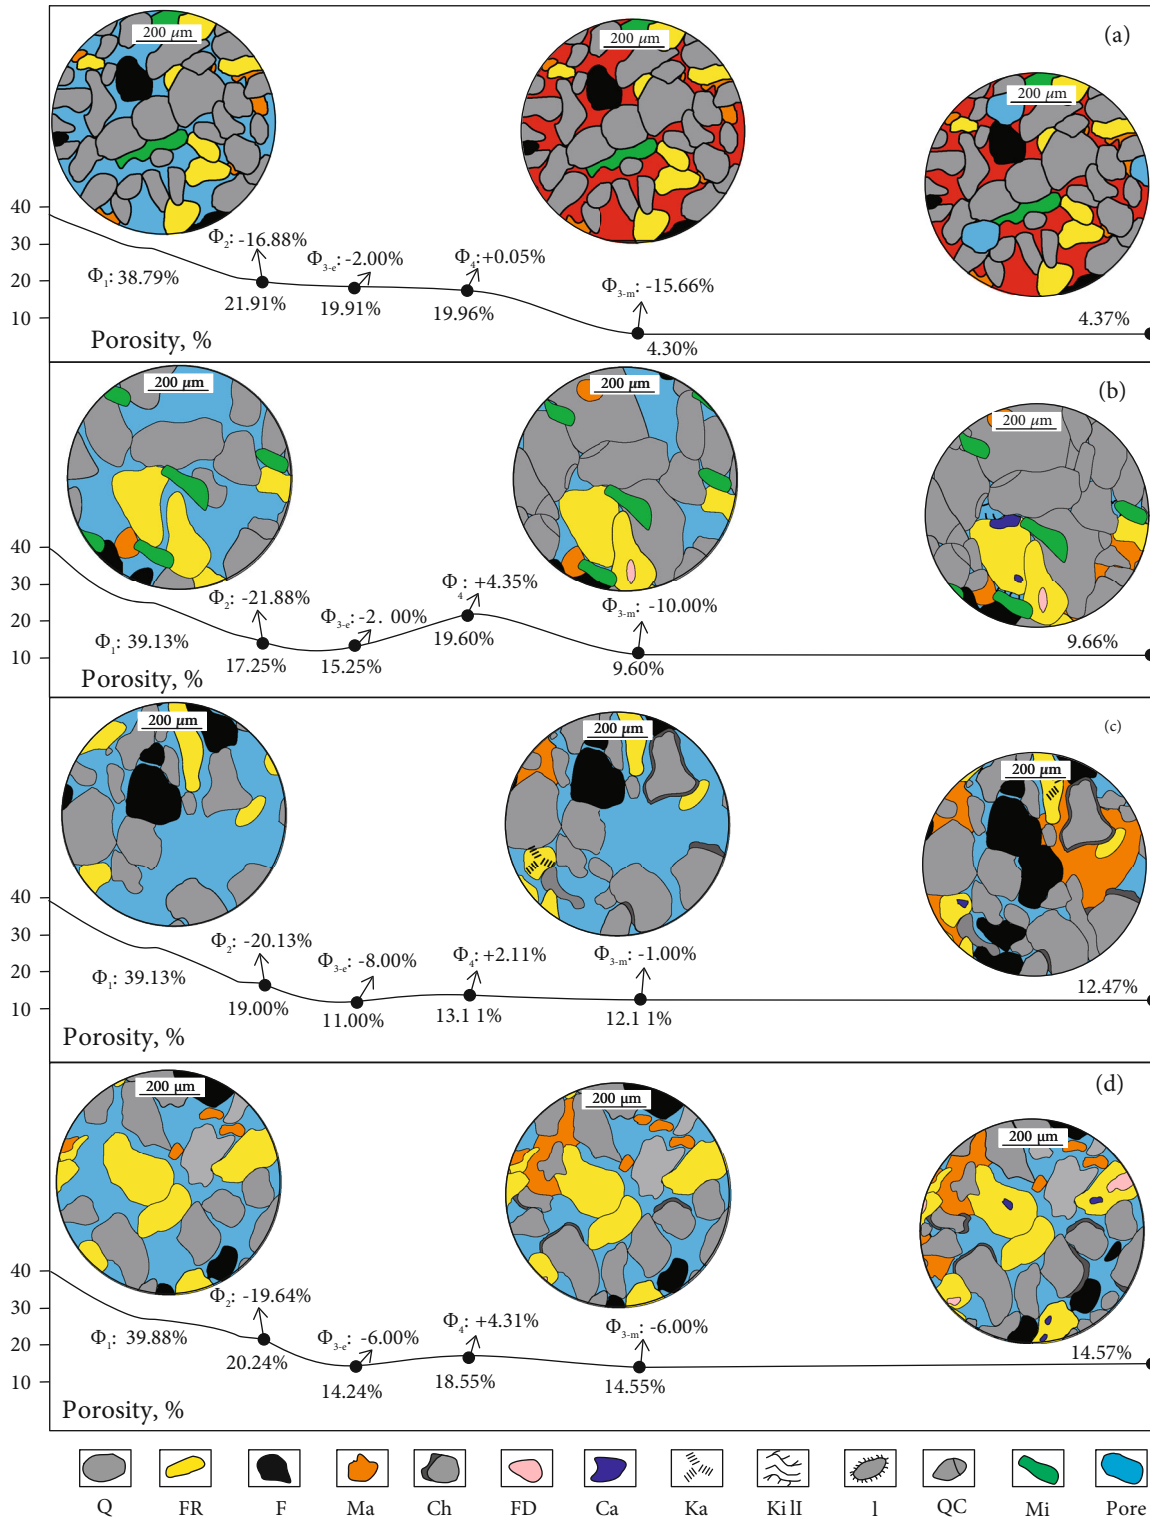 (a)
200 μm
200 μm
200 μm
40
30
20
10
Φ1: 38.79%
Φ2: -16.88%
21.91%
Φ3-e: -2.00%
19.91%
Φ4: +0.05%
19.96%
Φ3-m: -15.66%
4.30%
4.37%
Porosity, %
(b)
200 μm
200 μm
200 μm
40
30
20
10
Φ1: 39.13%
Φ2: -21.88%
17.25%
Φ3-e: -2. 00%
15.25%
Φ4: +4.35%
19.60%
Φ3-m: -10.00%
9.60%
9.66%
Porosity, %
(c)
200 μm
200 μm
200 μm
40
30
20
10
Φ1: 39.13%
Φ2: -20.13%
19.00%
Φ3-e: -8.00%
11.00%
Φ4: +2.11%
13.1 1%
Φ3-m: -1.00%
12.1 1%
12.47%
Porosity, %
(d)
200 μm
200 μm
200 μm
40
30
20
10
Φ1: 39.88%
Φ2: -19.64%
20.24%
Φ3-e: -6.00%
14.24%
Φ4: +4.31%
18.55%
Φ3-m: -6.00%
14.55%
14.57%
Porosity, %
Q FR F Ma Ch FD Ca Ka Ki lI l QC Mi Pore